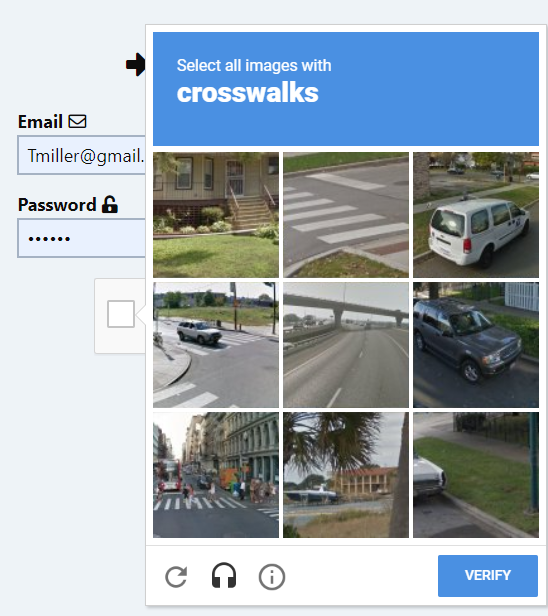 Select all images with
crosswalks
Email
Tmiller@gmail.
Password
VERIFY